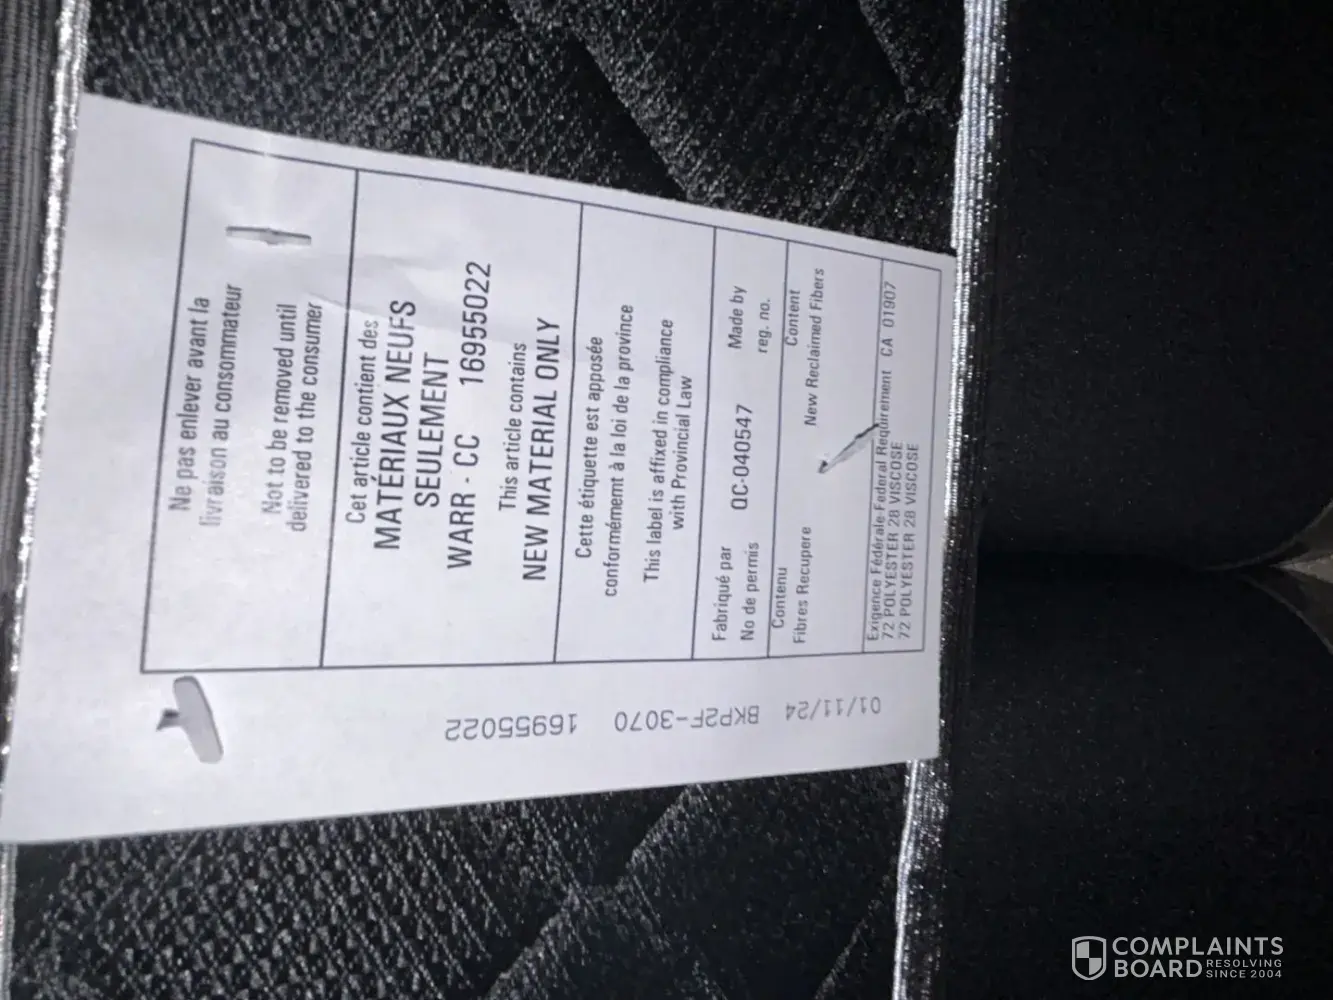 Ne pas enlever avant la
livraison au consommateur
Not to be removed until
delivered to the consumer
Cet article contient des
MATÉRIAUX NEUFS
SEULEMENT
WARR - CC 16955022
This article contains
NEW MATERIAL ONLY
Cette étiquette est apposée
conformémemt à la loi de la province
This label is affixed in compliance
with Provincial Law
Fabriqué par Made by
No de permis QC-040547 reg. no.
Contenu Content
Fibres Recupere New Reclaimed Fibers
Exigence Fédérale-Federal Requirement CA 01907
72 POLYESTER 28 VISCOSE
72 POLYESTER 28 VISCOSE
01/11/24 BKP2F-3070 16955022
COMPLAINTS
BOARD RESOLVING
SINCE 2004